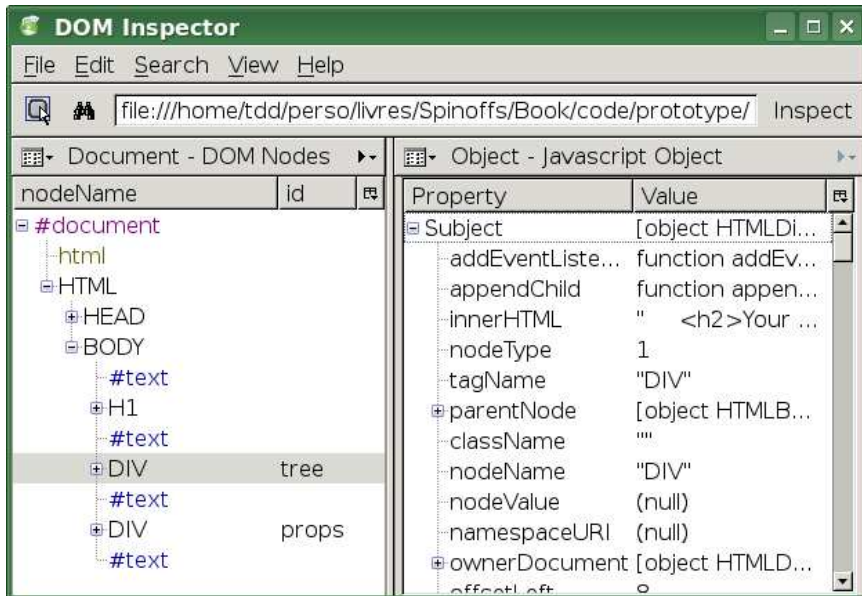 DOM Inspector
File Edit Search View Help
file:///home/tdd/perso/livres/Spinoffs/Book/code/prototype/ Inspect
Document - DOM Nodes
nodeName id
#document
html
HTML
HEAD
BODY
#text
H1
#text
DIV tree
#text
DIV props
#text
Object - Javascript Object
Property Value
Subject [object HTMLDi...
addEventListe... function addEv...
appendChild function appen...
innerHTML " <h2>Your ...
nodeType 1
tagName "DIV"
parentNode [object HTMLB...
className ""
nodeName "DIV"
nodeValue (null)
namespaceURI (null)
ownerDocument [object HTMLD...
offsetLeft 8